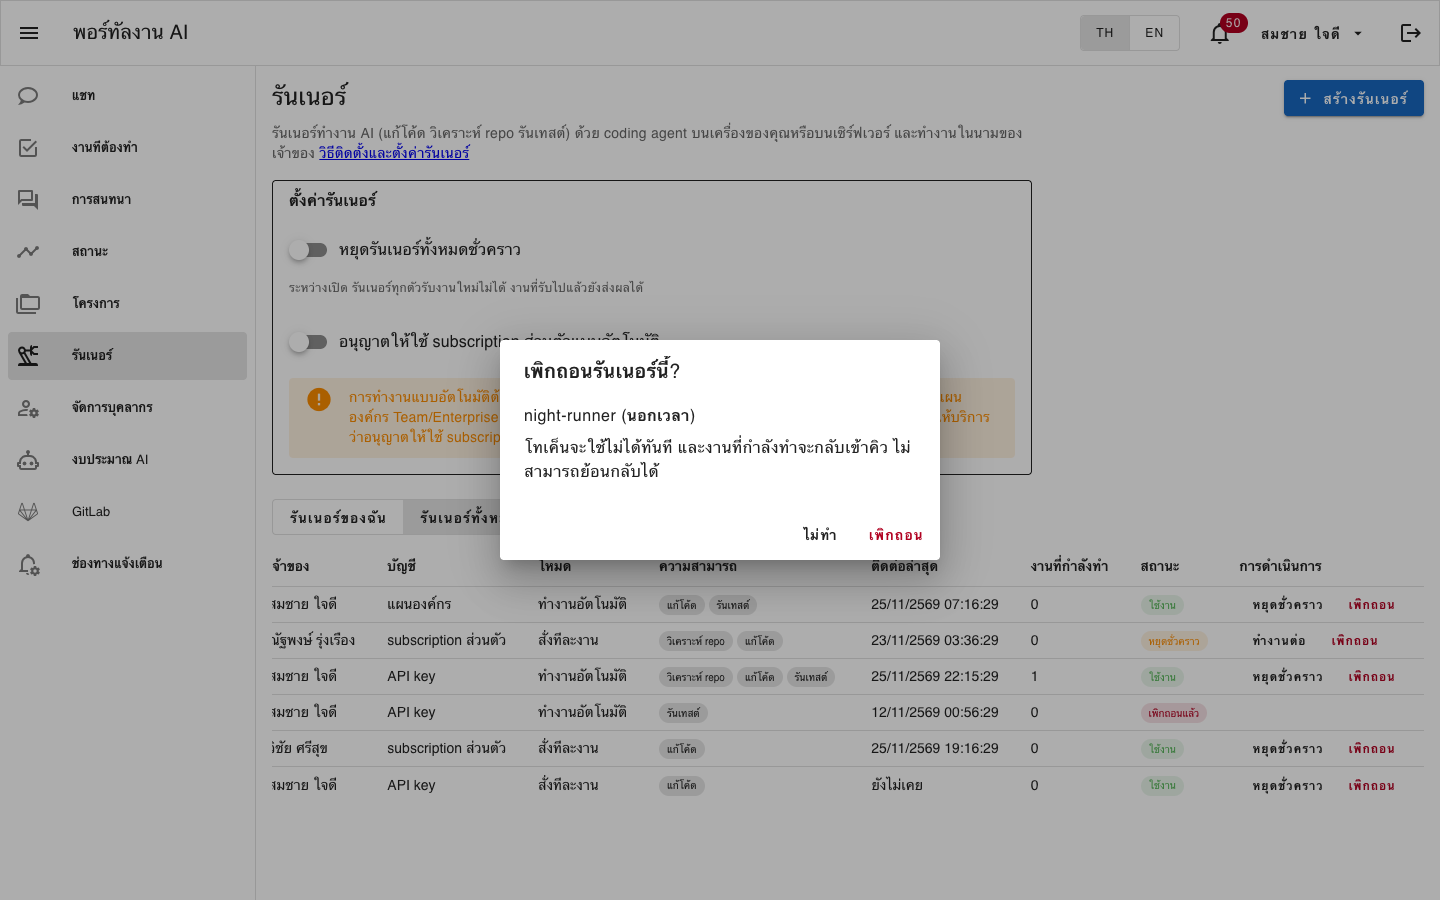 พอร์ทัลงาน AI
TH
EN
50
สมชาย ใจดี
แชท
งานที่ต้องทำ
การสนทนา
สถานะ
โครงการ
รันเนอร์
จัดการบุคลากร
งบประมาณ AI
GitLab
ช่องทางแจ้งเตือน
รันเนอร์
สร้างรันเนอร์
รันเนอร์ทำงาน AI (แก้โค้ด วิเคราะห์ repo รันเทสต์) ด้วย coding agent บนเครื่องของคุณหรือบนเซิร์ฟเวอร์ และทำงานในนามของ
เจ้าของ วิธีติดตั้งและตั้งค่ารันเนอร์
ตั้งค่ารันเนอร์
หยุดรันเนอร์ทั้งหมดชั่วคราว
ระหว่างเปิด รันเนอร์ทุกตัวรับงานใหม่ไม่ได้ งานที่รับไปแล้วยังส่งผลได้
อนุญาตให้ใช้ subscription ส่วนตัวแบบอัตโนมัติ
การทำงานแบบอัตโนมัติ
องค์กร Team/Enterprise
ให้บริการ
ว่าอนุญาตให้ใช้
เพิกถอนรันเนอร์นี้?
night-runner (นอกเวลา)
โทเค็นจะใช้ไม่ได้ทันที และงานที่กำลังทำจะกลับเข้าคิว ไม่
สามารถย้อนกลับได้
ไม่ทำ
เพิกถอน
รันเนอร์ของฉัน
บัญชี
โหมด
ความสามารถ
ติดต่อล่าสุด
งานที่กำลังทำ
สถานะ
การดำเนินการ
ใจดี
แผนองค์กร
ทำงานอัตโนมัติ
แก้โค้ด
รันเทสต์
25/11/2569 07:16:29
0
ใช้งาน
หยุดชั่วคราว
เพิกถอน
รุ่งเรือง
subscription ส่วนตัว
สั่งทีละงาน
วิเคราะห์ repo
แก้โค้ด
23/11/2569 03:36:29
0
หยุดชั่วคราว
ทำงานต่อ
เพิกถอน
ใจดี
API key
ทำงานอัตโนมัติ
วิเคราะห์ repo
แก้โค้ด
รันเทสต์
25/11/2569 22:15:29
1
ใช้งาน
หยุดชั่วคราว
เพิกถอน
ใจดี
API key
ทำงานอัตโนมัติ
รันเทสต์
12/11/2569 00:56:29
0
เพิกถอนแล้ว
ศรีสุข
subscription ส่วนตัว
สั่งทีละงาน
แก้โค้ด
25/11/2569 19:16:29
0
ใช้งาน
หยุดชั่วคราว
เพิกถอน
ใจดี
API key
สั่งทีละงาน
แก้โค้ด
ยังไม่เคย
0
ใช้งาน
หยุดชั่วคราว
เพิกถอน